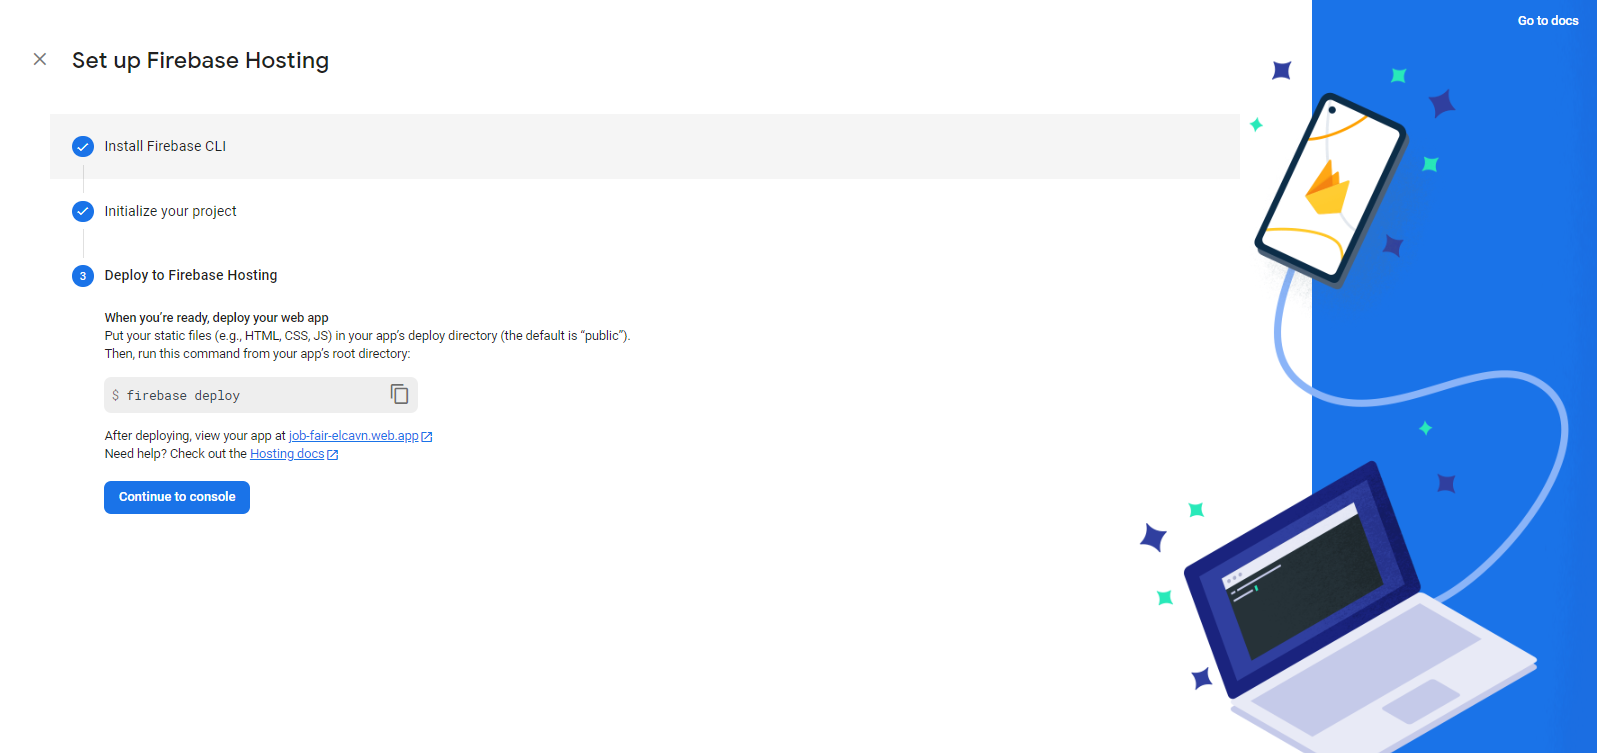 Go to docs
Set up Firebase Hosting
Install Firebase CLI
Initialize your project
3 Deploy to Firebase Hosting
When you’re ready, deploy your web app
Put your static files (e.g., HTML, CSS, JS) in your app’s deploy directory (the default is “public”).
Then, run this command from your app’s root directory:
$ firebase deploy
After deploying, view your app at job-fair-elcavn.web.app
Need help? Check out the Hosting docs
Continue to console